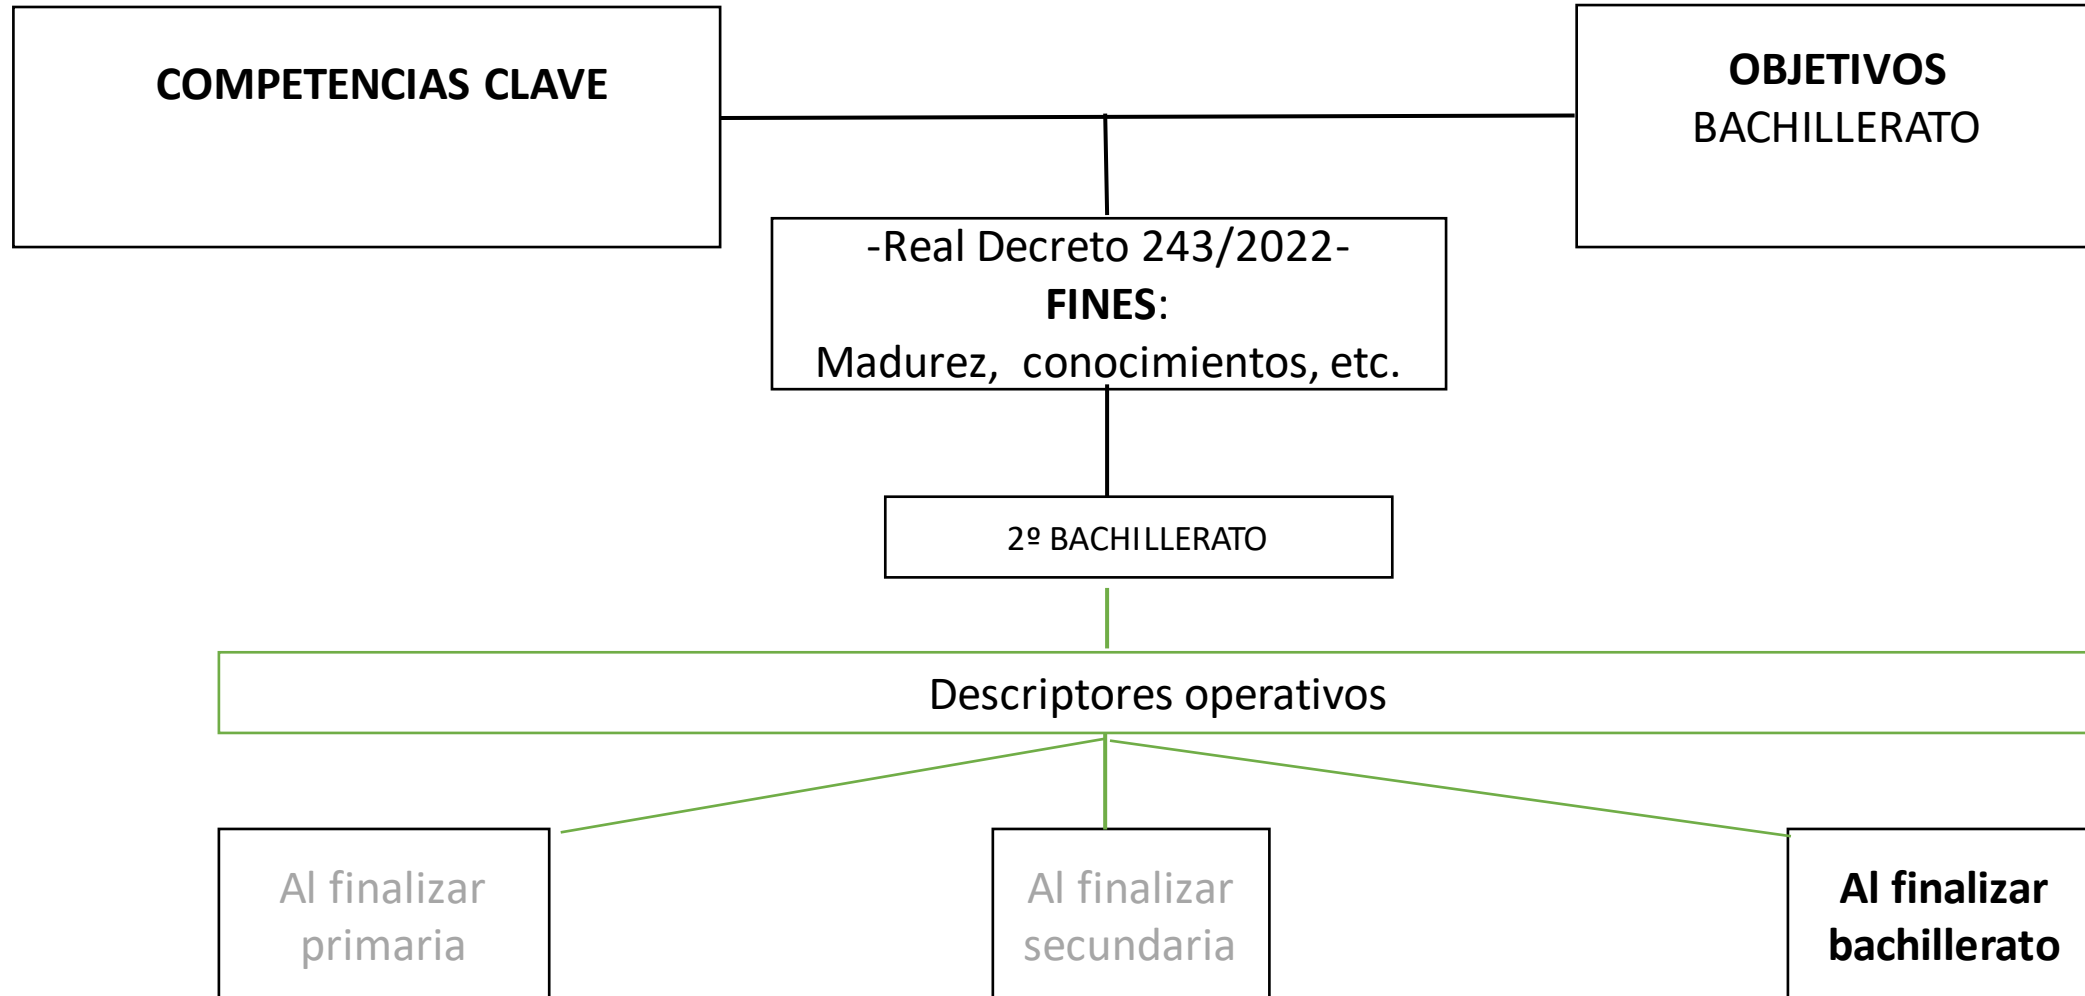 COMPETENCIAS CLAVE
OBJETIVOS
BACHILLERATO
-Real Decreto 243/2022-
FINES:
Madurez, conocimientos, etc.
2º BACHILLERATO
Descriptores operativos
Al finalizar
primaria
Al finalizar
secundaria
Al finalizar
bachillerato